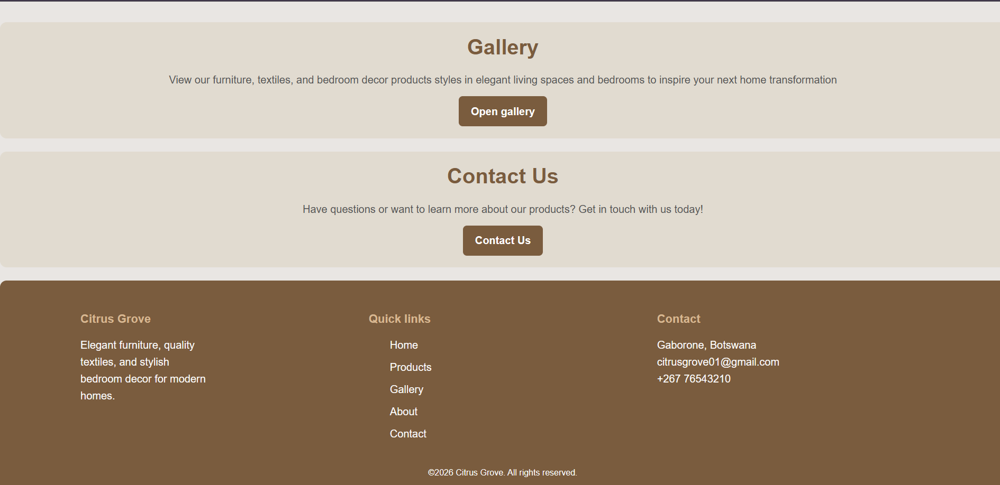 Gallery
View our furniture, textiles, and bedroom decor products styles in elegant living spaces and bedrooms to inspire your next home transformation
Open gallery
Contact Us
Have questions or want to learn more about our products? Get in touch with us today!
Contact Us
Citrus Grove
Elegant furniture, quality
textiles, and stylish
bedroom decor for modern
homes.
Quick links
Home
Products
Gallery
About
Contact
Contact
Gaborone, Botswana
citrusgrove01@gmail.com
+267 76543210
©2026 Citrus Grove. All rights reserved.